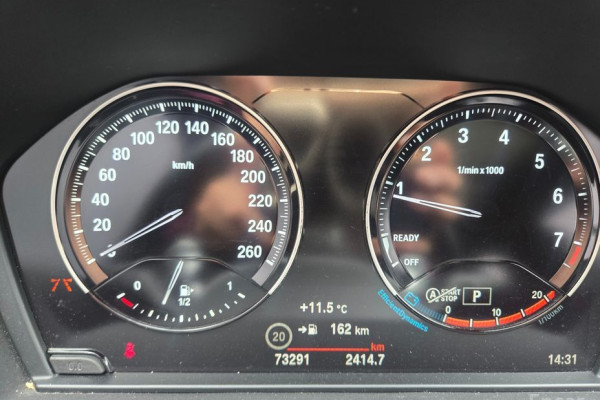 20
40
60
80
100
120
140
160
180
200
220
240
260
km/h
0
1/2
1
+11.5 °C
20
162 km
km
73291 2414.7
1
2
3
4
5
6
7
1/min x 1000
READY
OFF
A START
STOP
P
EfficientDynamics
0
10
20
l/100km
14:31